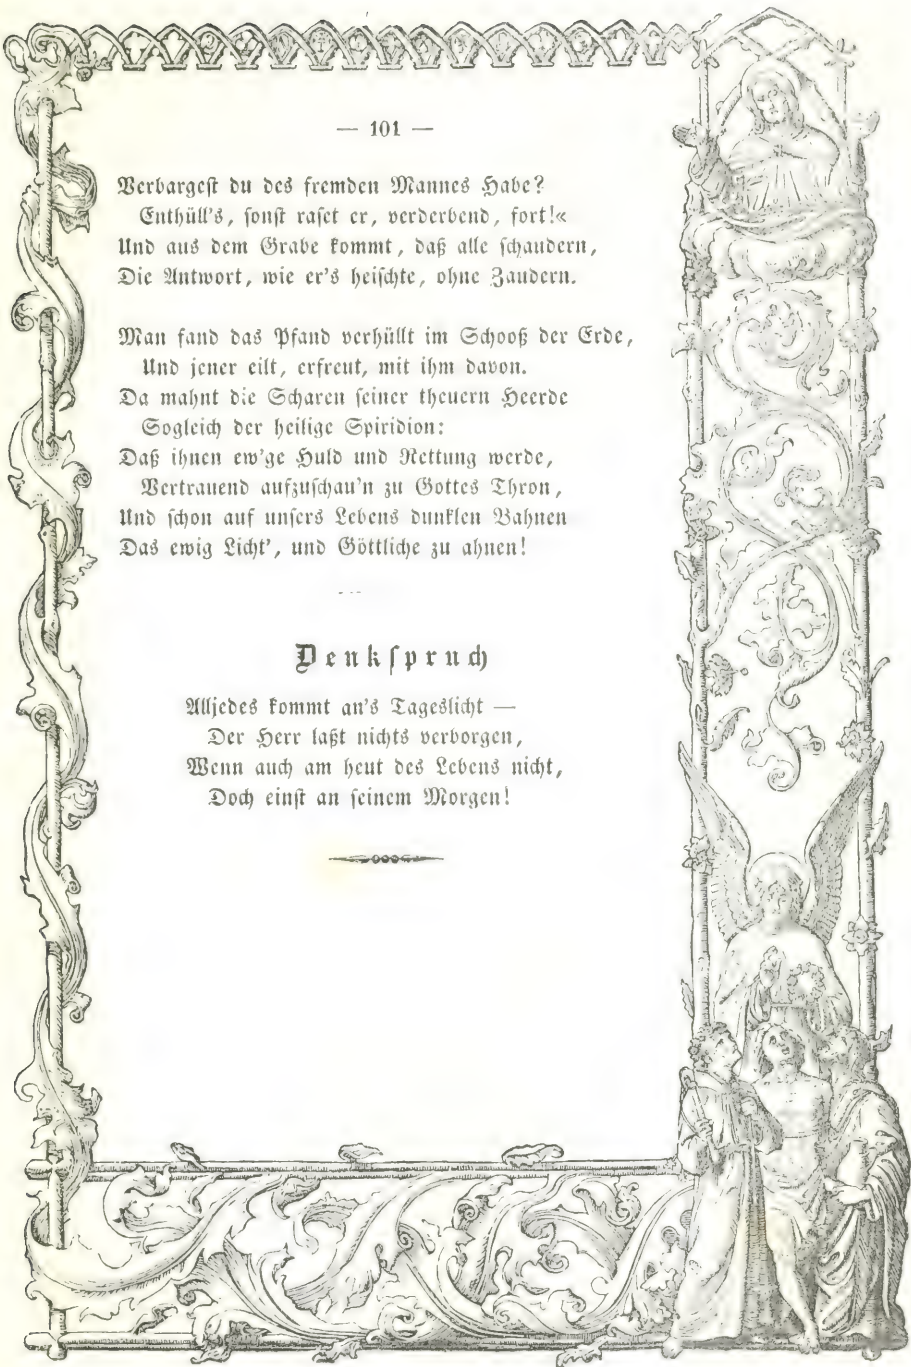 — 101 —
Verbargest du des fremden Mannes Habe?
Enthüll's, sonst raset er, verderbend, fort!«
Und aus dem Grabe kommt, daß alle schaudern,
Die Antwort, wie er's heischte, ohne Zaudern.
Man fand das Pfand verhüllt im Schooß der Erde,
Und jener eilt, erfreut, mit ihm davon.
Da mahnt die Scharen seiner theuern Heerde
Sogleich der heilige Spiridion:
Daß ihnen ew'ge Huld und Rettung werde,
Vertrauend aufzuschau'n zu Gottes Thron,
Und schon auf unsers Lebens dunklen Bahnen
Das ewig Licht', und Göttliche zu ahnen!
Denkspruch
Alljedes kommt an's Tageslicht —
Der Herr laßt nichts verborgen,
Wenn auch am heut des Lebens nicht,
Doch einst an seinem Morgen!